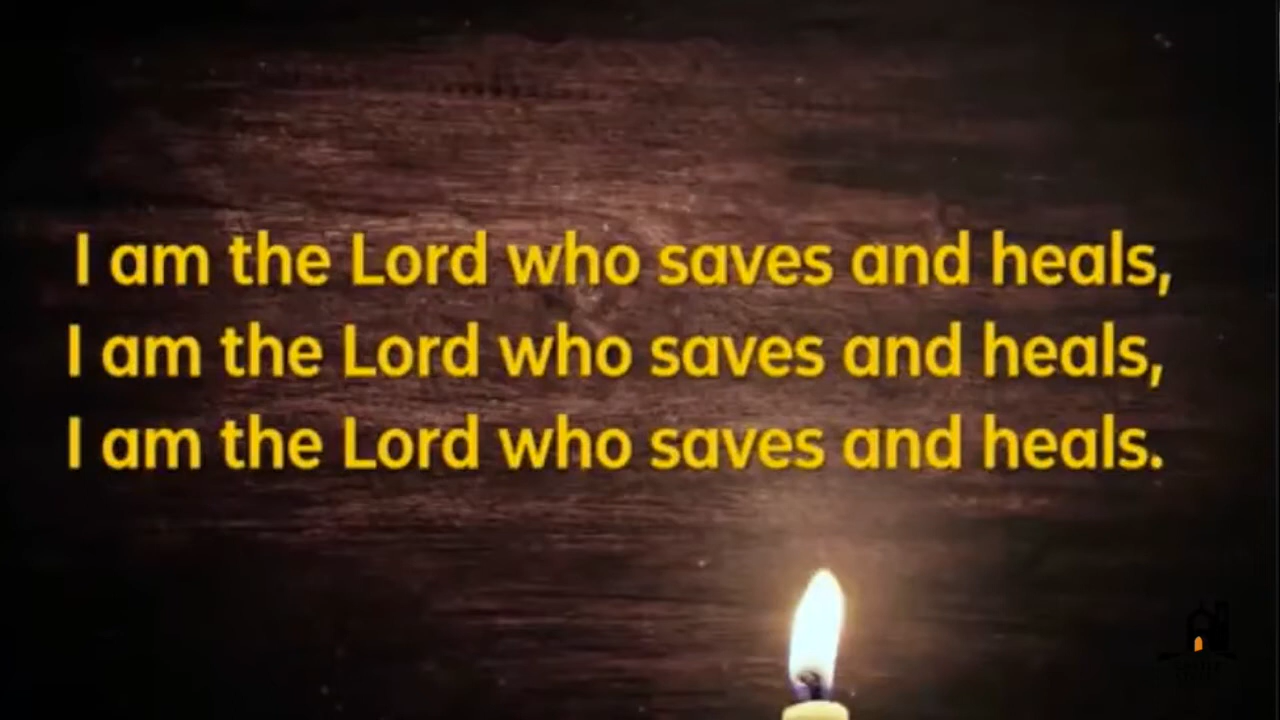 I am the Lord who saves and heals,
I am the Lord who saves and heals,
I am the Lord who saves and heals.